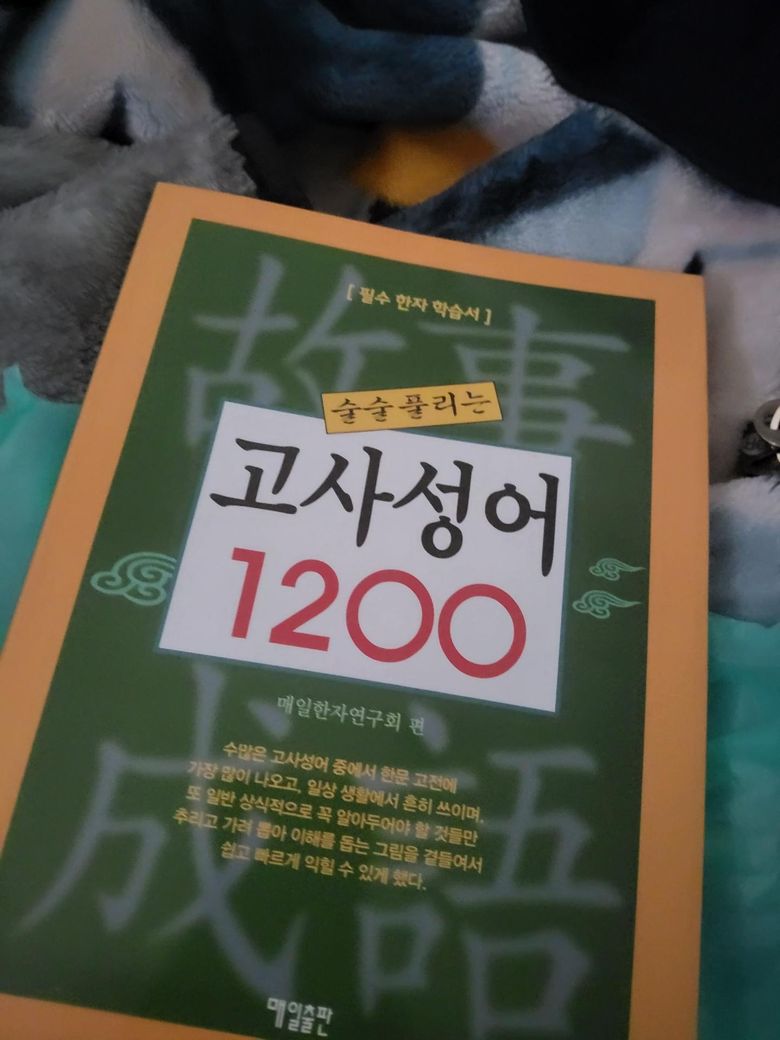 故事
[ 필수 한자 학습서 ]
술술 풀리는
고사성어
1200
매일한자연구회 편
成語
수많은 고사성어 중에서 한문 고전에
가장 많이 나오고, 일상 생활에서 흔히 쓰이며,
또 일반 상식적으로 꼭 알아두어야 할 것들만
추리고 가려 뽑아 이해를 돕는 그림을 곁들여서
쉽고 빠르게 익힐 수 있게 했다.
매일출판